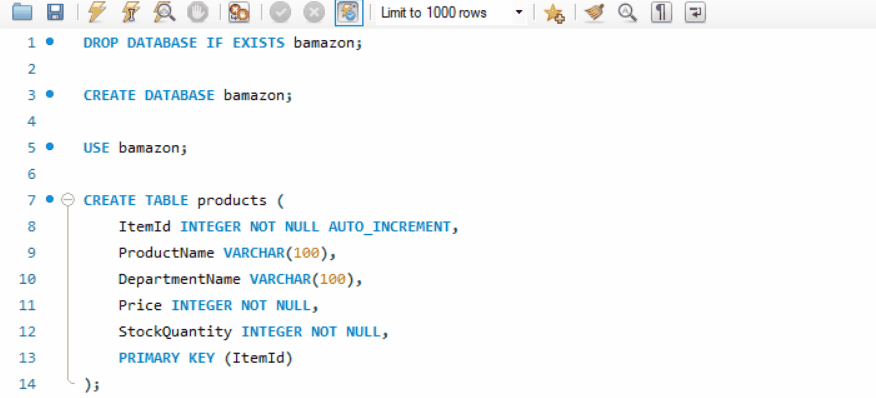 Limit to 1000 rows
1 DROP DATABASE IF EXISTS bamazon;
2
3 CREATE DATABASE bamazon;
4
5 USE bamazon;
6
7 CREATE TABLE products (
8 ItemId INTEGER NOT NULL AUTO_INCREMENT,
9 ProductName VARCHAR(100),
10 DepartmentName VARCHAR(100),
11 Price INTEGER NOT NULL,
12 StockQuantity INTEGER NOT NULL,
13 PRIMARY KEY (ItemId)
14 );